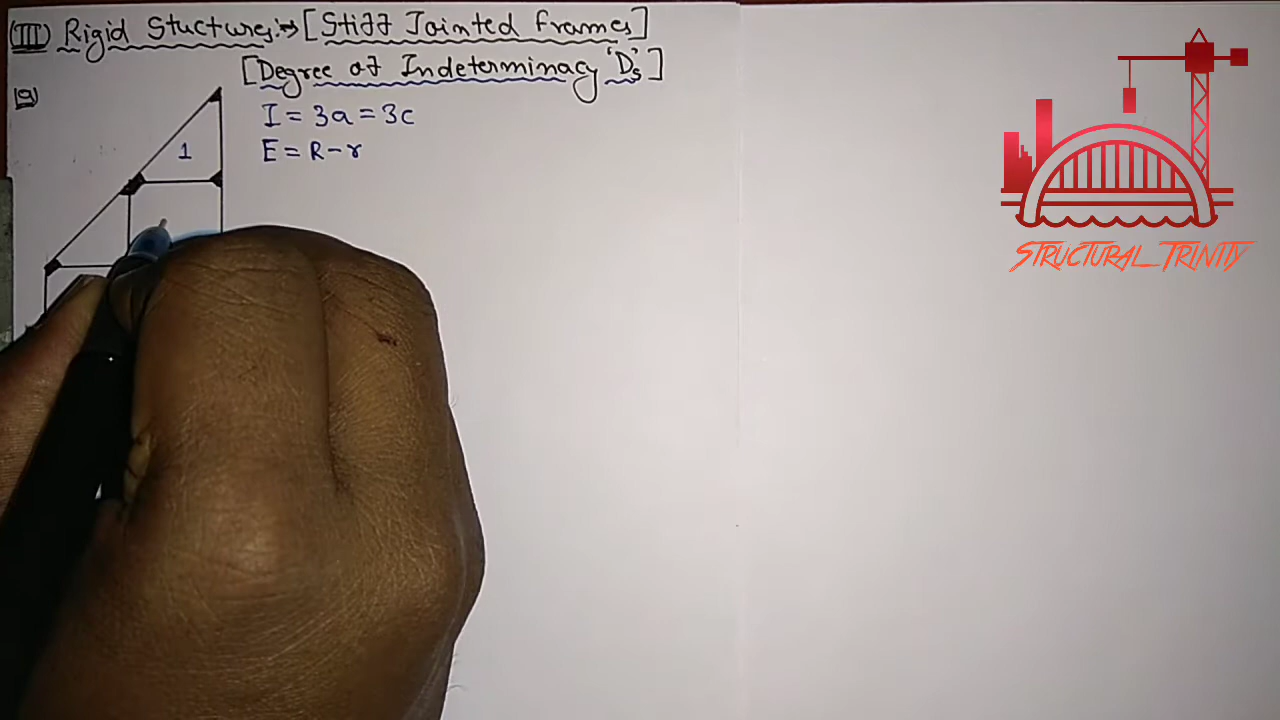 (III) Rigid Stuctures:→ [Stiff Jointed Frames]
[Degree of Indeterminacy 'Ds']
[a]
I = 3a = 3c
1
E = R-r
STRUCTURAL_TRINITY